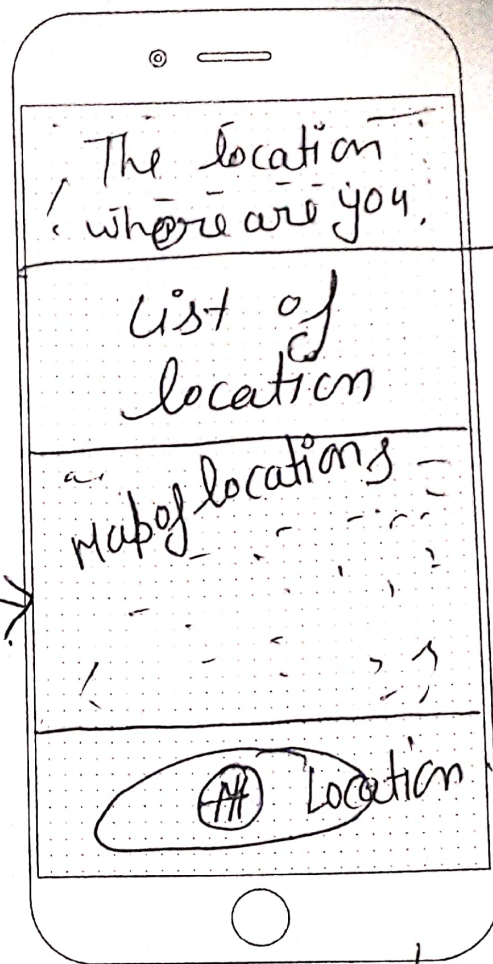 The location
where are you.
List of
location
Map of locations
Location